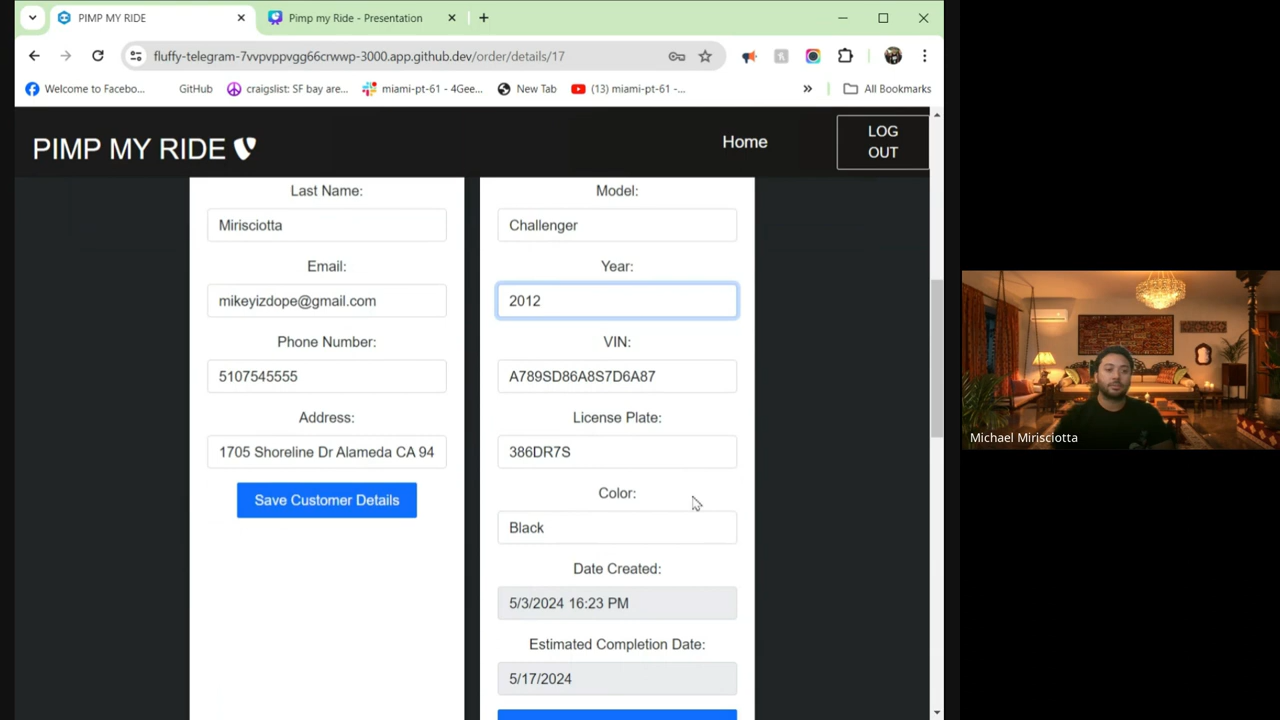 PIMP MY RIDE
Pimp my Ride - Presentation
fluffy-telegram-7vvpvppvgg66crwwp-3000.app.github.dev/order/details/17
Welcome to Facebo...
GitHub
craigslist: SF bay are...
miami-pt-61 - 4Gee...
New Tab
(13) miami-pt-61 -...
»
All Bookmarks
PIMP MY RIDE
Home
LOG
OUT
Last Name:
Mirisciotta
Email:
mikeyizdope@gmail.com
Phone Number:
5107545555
Address:
1705 Shoreline Dr Alameda CA 94
Save Customer Details
Model:
Challenger
Year:
2012
VIN:
A789SD86A8S7D6A87
License Plate:
386DR7S
Color:
Black
Date Created:
5/3/2024 16:23 PM
Estimated Completion Date:
5/17/2024
Michael Mirisciotta